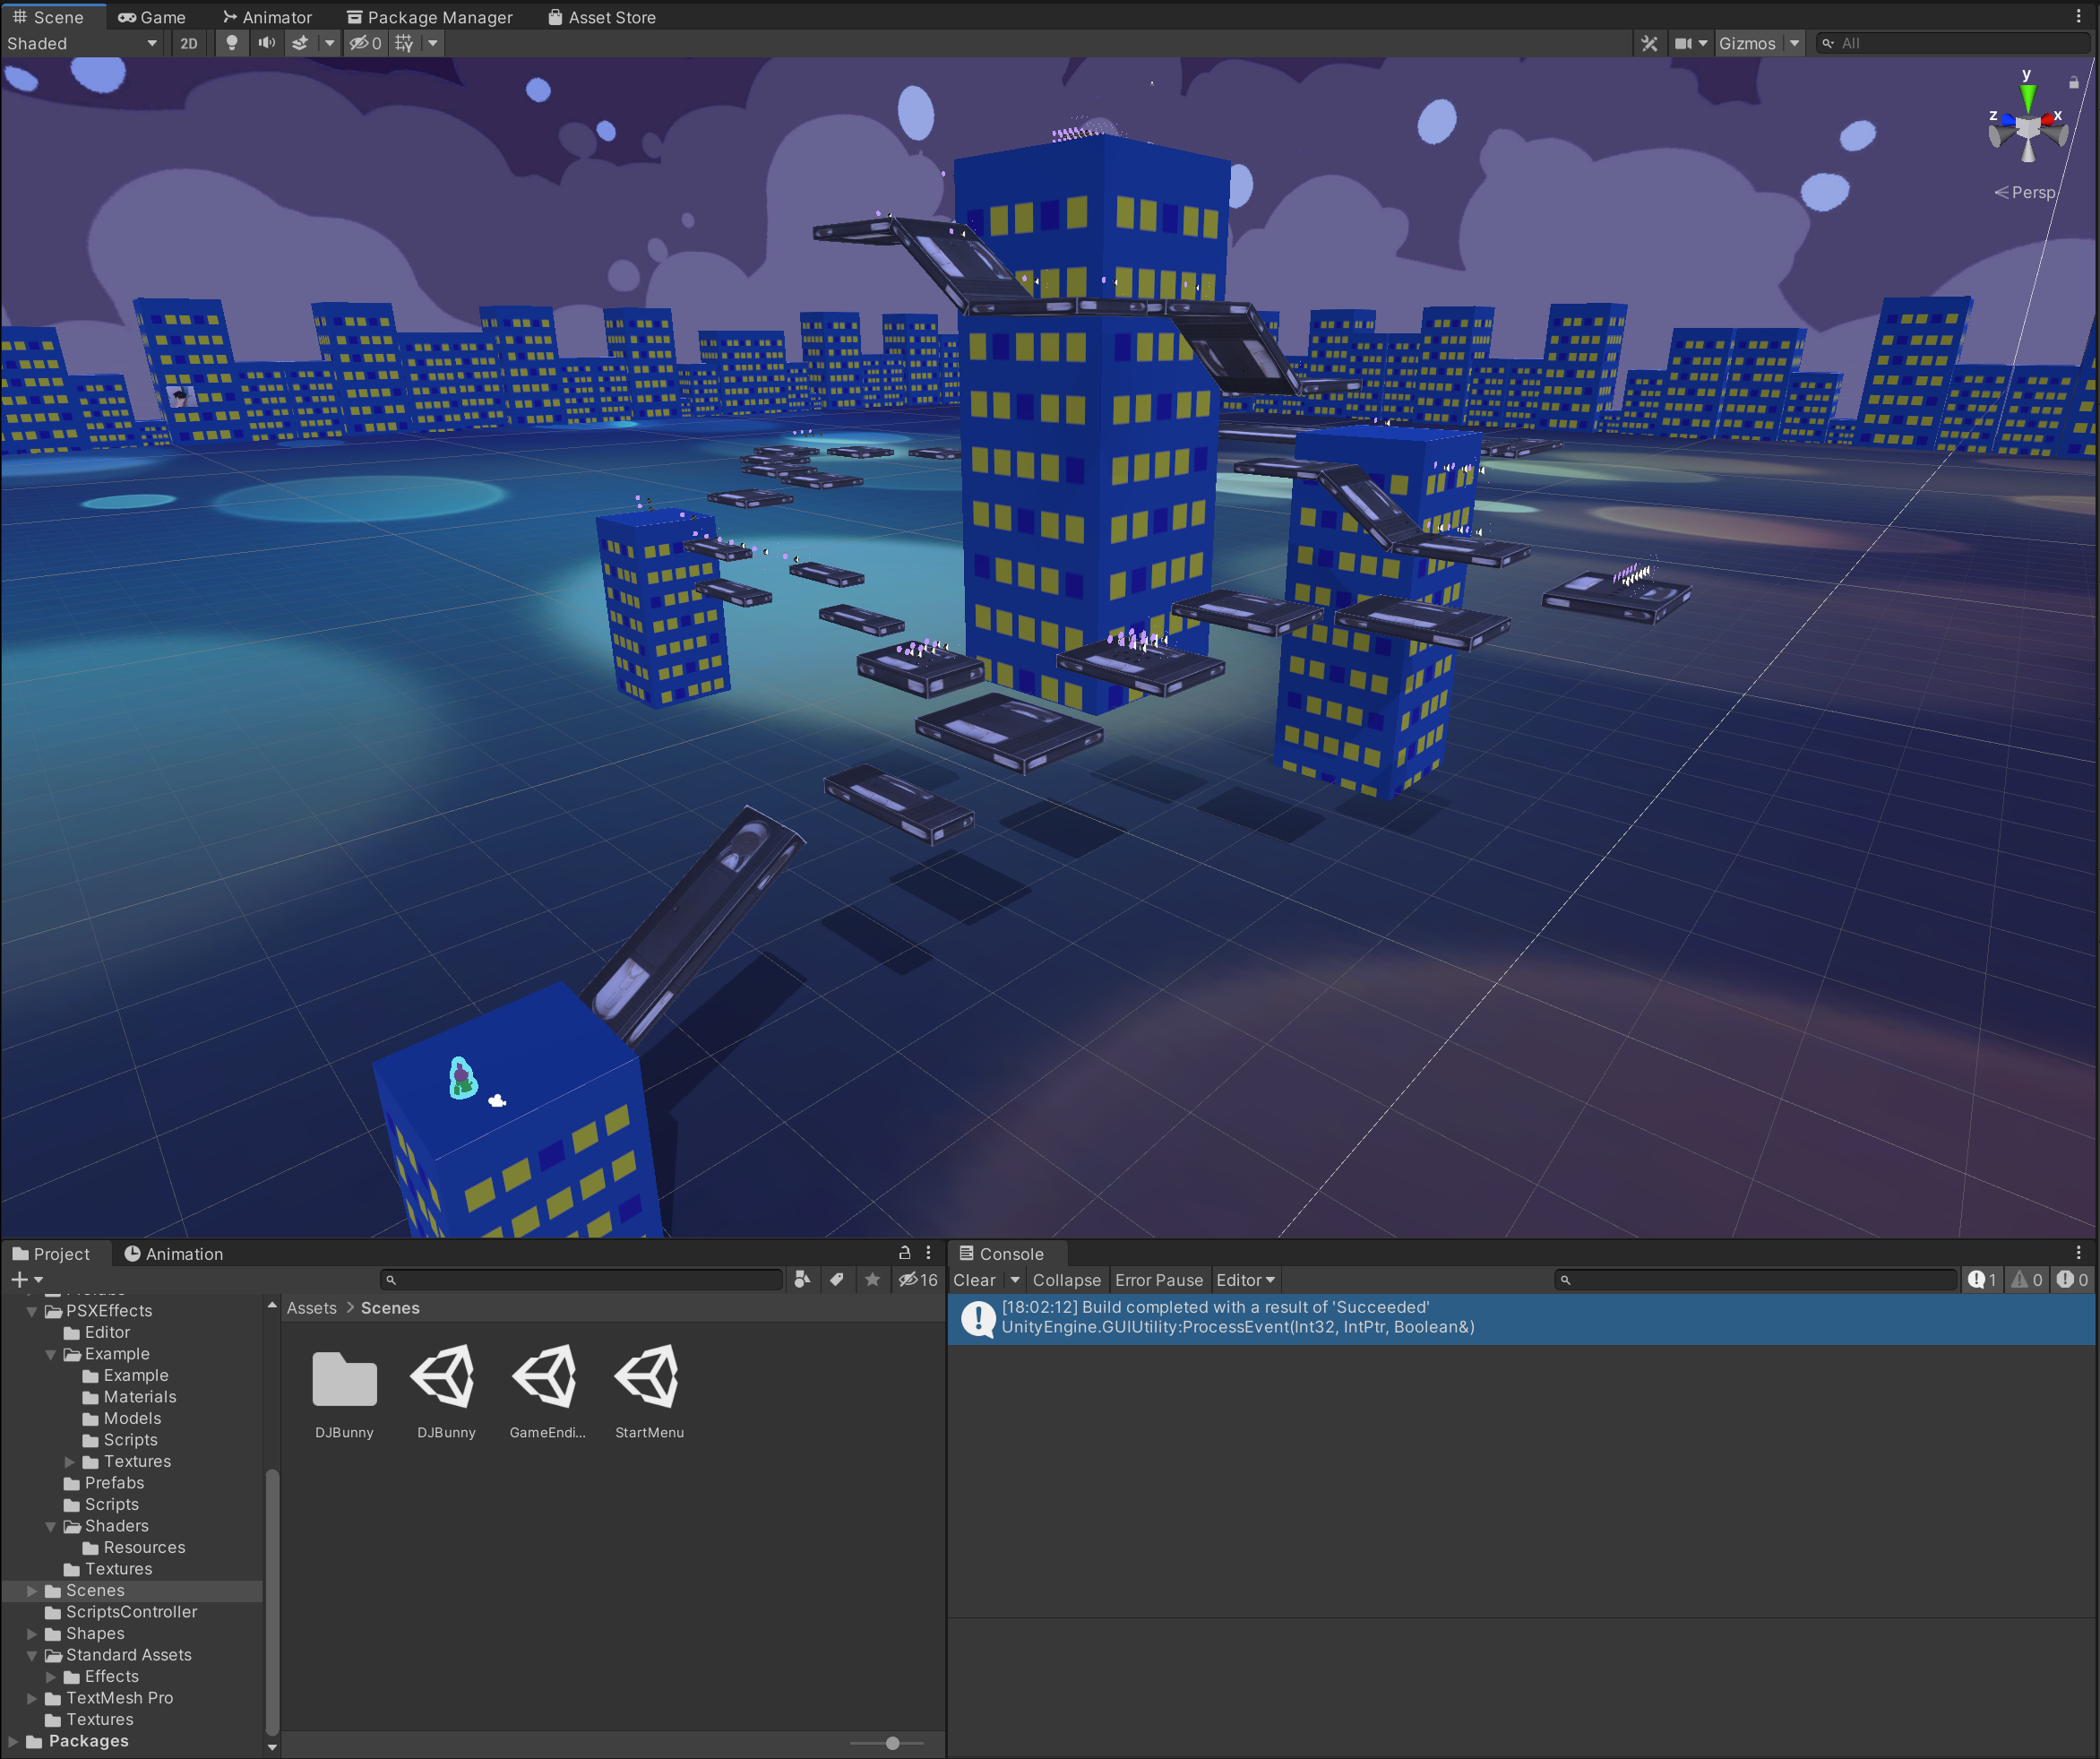 Scene Game Animator Package Manager Asset Store
Shaded 2D 0 Gizmos All
y
z x
Persp
Project Animation
16
PSXEffects
Editor
Example
Example
Materials
Models
Scripts
Textures
Prefabs
Scripts
Shaders
Resources
Textures
Scenes
ScriptsController
Shapes
Standard Assets
Effects
TextMesh Pro
Textures
Packages
Assets > Scenes
DJBunny DJBunny GameEndi... StartMenu
Console
Clear Collapse Error Pause Editor 1 0 0
[18:02:12] Build completed with a result of 'Succeeded'
UnityEngine.GUIUtility:ProcessEvent(Int32, IntPtr, Boolean&)